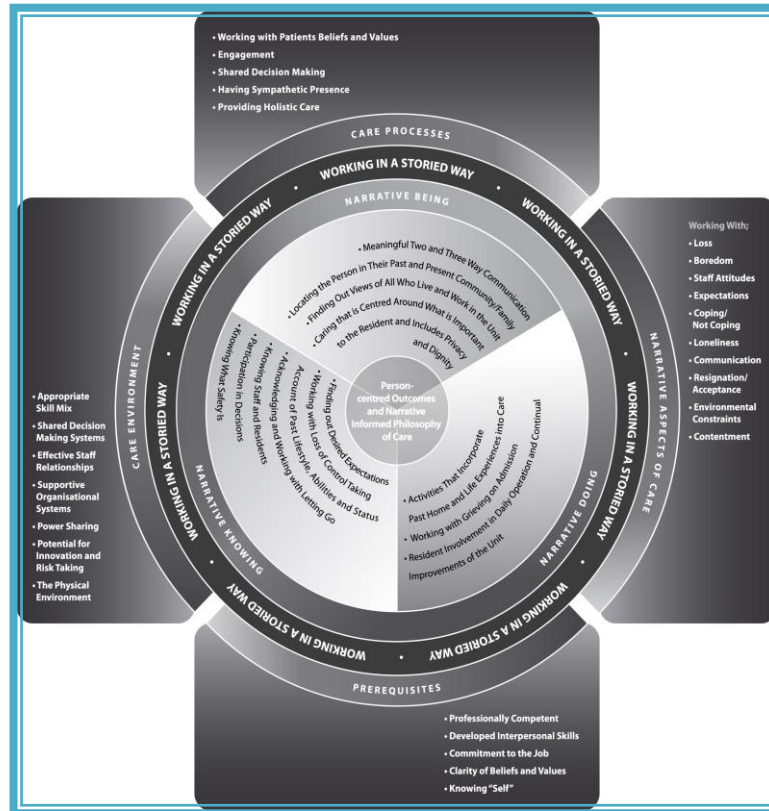 • Working with Patients Beliefs and Values
• Engagement
• Shared Decision Making
• Having Sympathetic Presence
• Providing Holistic Care
CARE PROCESSES
WORKING IN A STORIED WAY • WORKING IN A STORIED WAY • WORKING IN A STORIED WAY • WORKING IN A STORIED WAY • WORKING IN A STORIED WAY • WORKING IN A STORIED WAY • WORKING IN A STORIED WAY •
NARRATIVE BEING
• Meaningful Two and Three Way Communication
• Locating the Person in Their Past and Present Community/Family
• Finding Out Views of All Who Live and Work in the Unit
• Caring that is Centred Around What is Important
to the Resident and Includes Privacy
and Dignity
Person-
centred Outcomes
and Narrative
Informed Philosophy
of Care
• Finding out Desired Expectations
• Working with Loss of Control Taking
Account of Past Lifestyle, Abilities and Status
• Acknowledging and Working with Letting Go
• Knowing Staff and Residents
• Participation in Decisions
• Knowing What Safety Is
NARRATIVE KNOWING
• Activities That Incorporate
Past Home and Life Experiences into Care
• Working with Grieving on Admission
• Resident Involvement in Daily Operation and Continual
Improvements of the Unit
NARRATIVE DOING
CARE ENVIRONMENT
• Appropriate
Skill Mix
• Shared Decision
Making Systems
• Effective Staff
Relationships
• Supportive
Organisational
Systems
• Power Sharing
• Potential for
Innovation and
Risk Taking
• The Physical
Environment
NARRATIVE ASPECTS OF CARE
Working With;
• Loss
• Boredom
• Staff Attitudes
• Expectations
• Coping/
Not Coping
• Loneliness
• Communication
• Resignation/
Acceptance
• Environmental
Constraints
• Contentment
PREREQUISITES
• Professionally Competent
• Developed Interpersonal Skills
• Commitment to the Job
• Clarity of Beliefs and Values
• Knowing "Self"